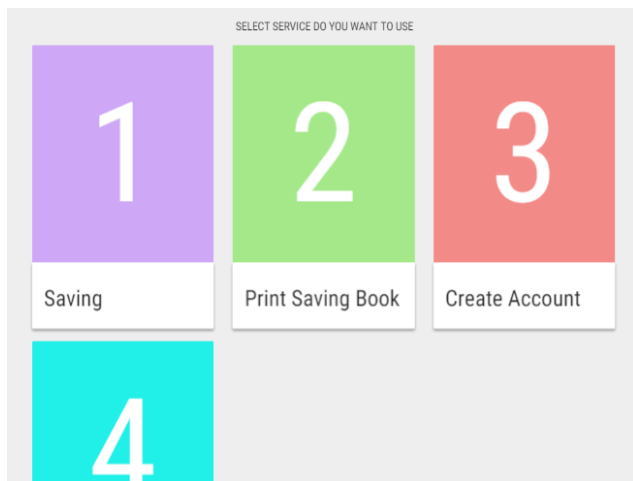 SELECT SERVICE DO YOU WANT TO USE
1
2
3
Saving
Print Saving Book
Create Account
4